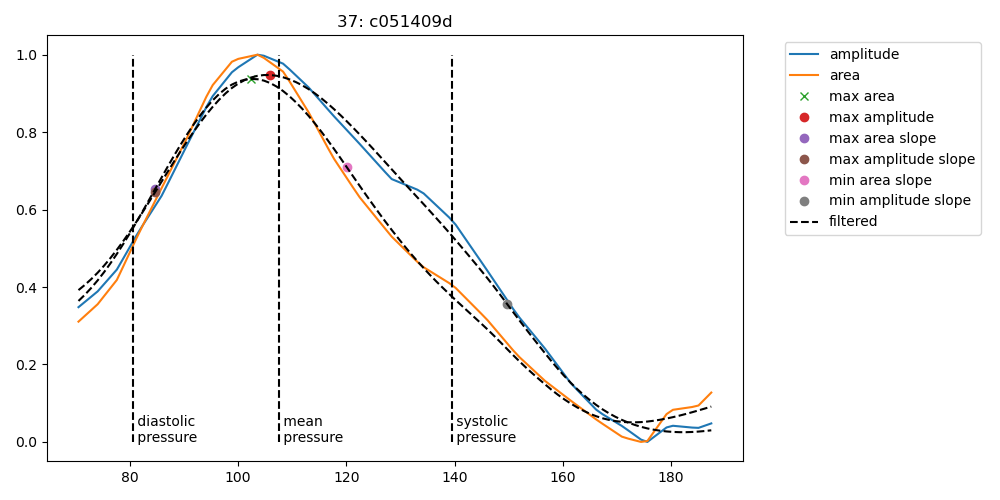 37: c051409d
1.0
0.8
0.6
0.4
0.2
0.0
80
100
120
140
160
180
diastolic
pressure
mean
pressure
systolic
pressure
amplitude
area
max area
max amplitude
max area slope
max amplitude slope
min area slope
min amplitude slope
filtered